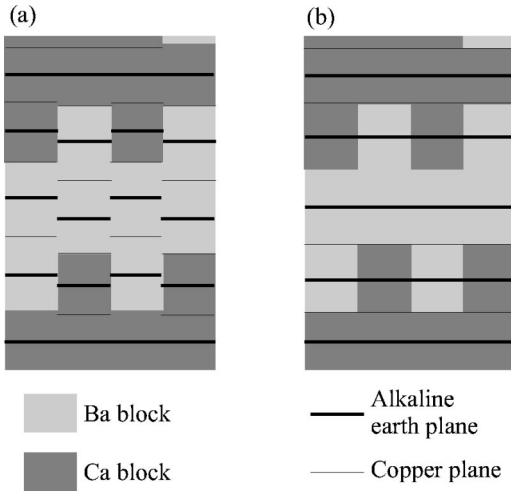 (a)
(b)
Ba block
Ca block
Alkaline
earth plane
Copper plane